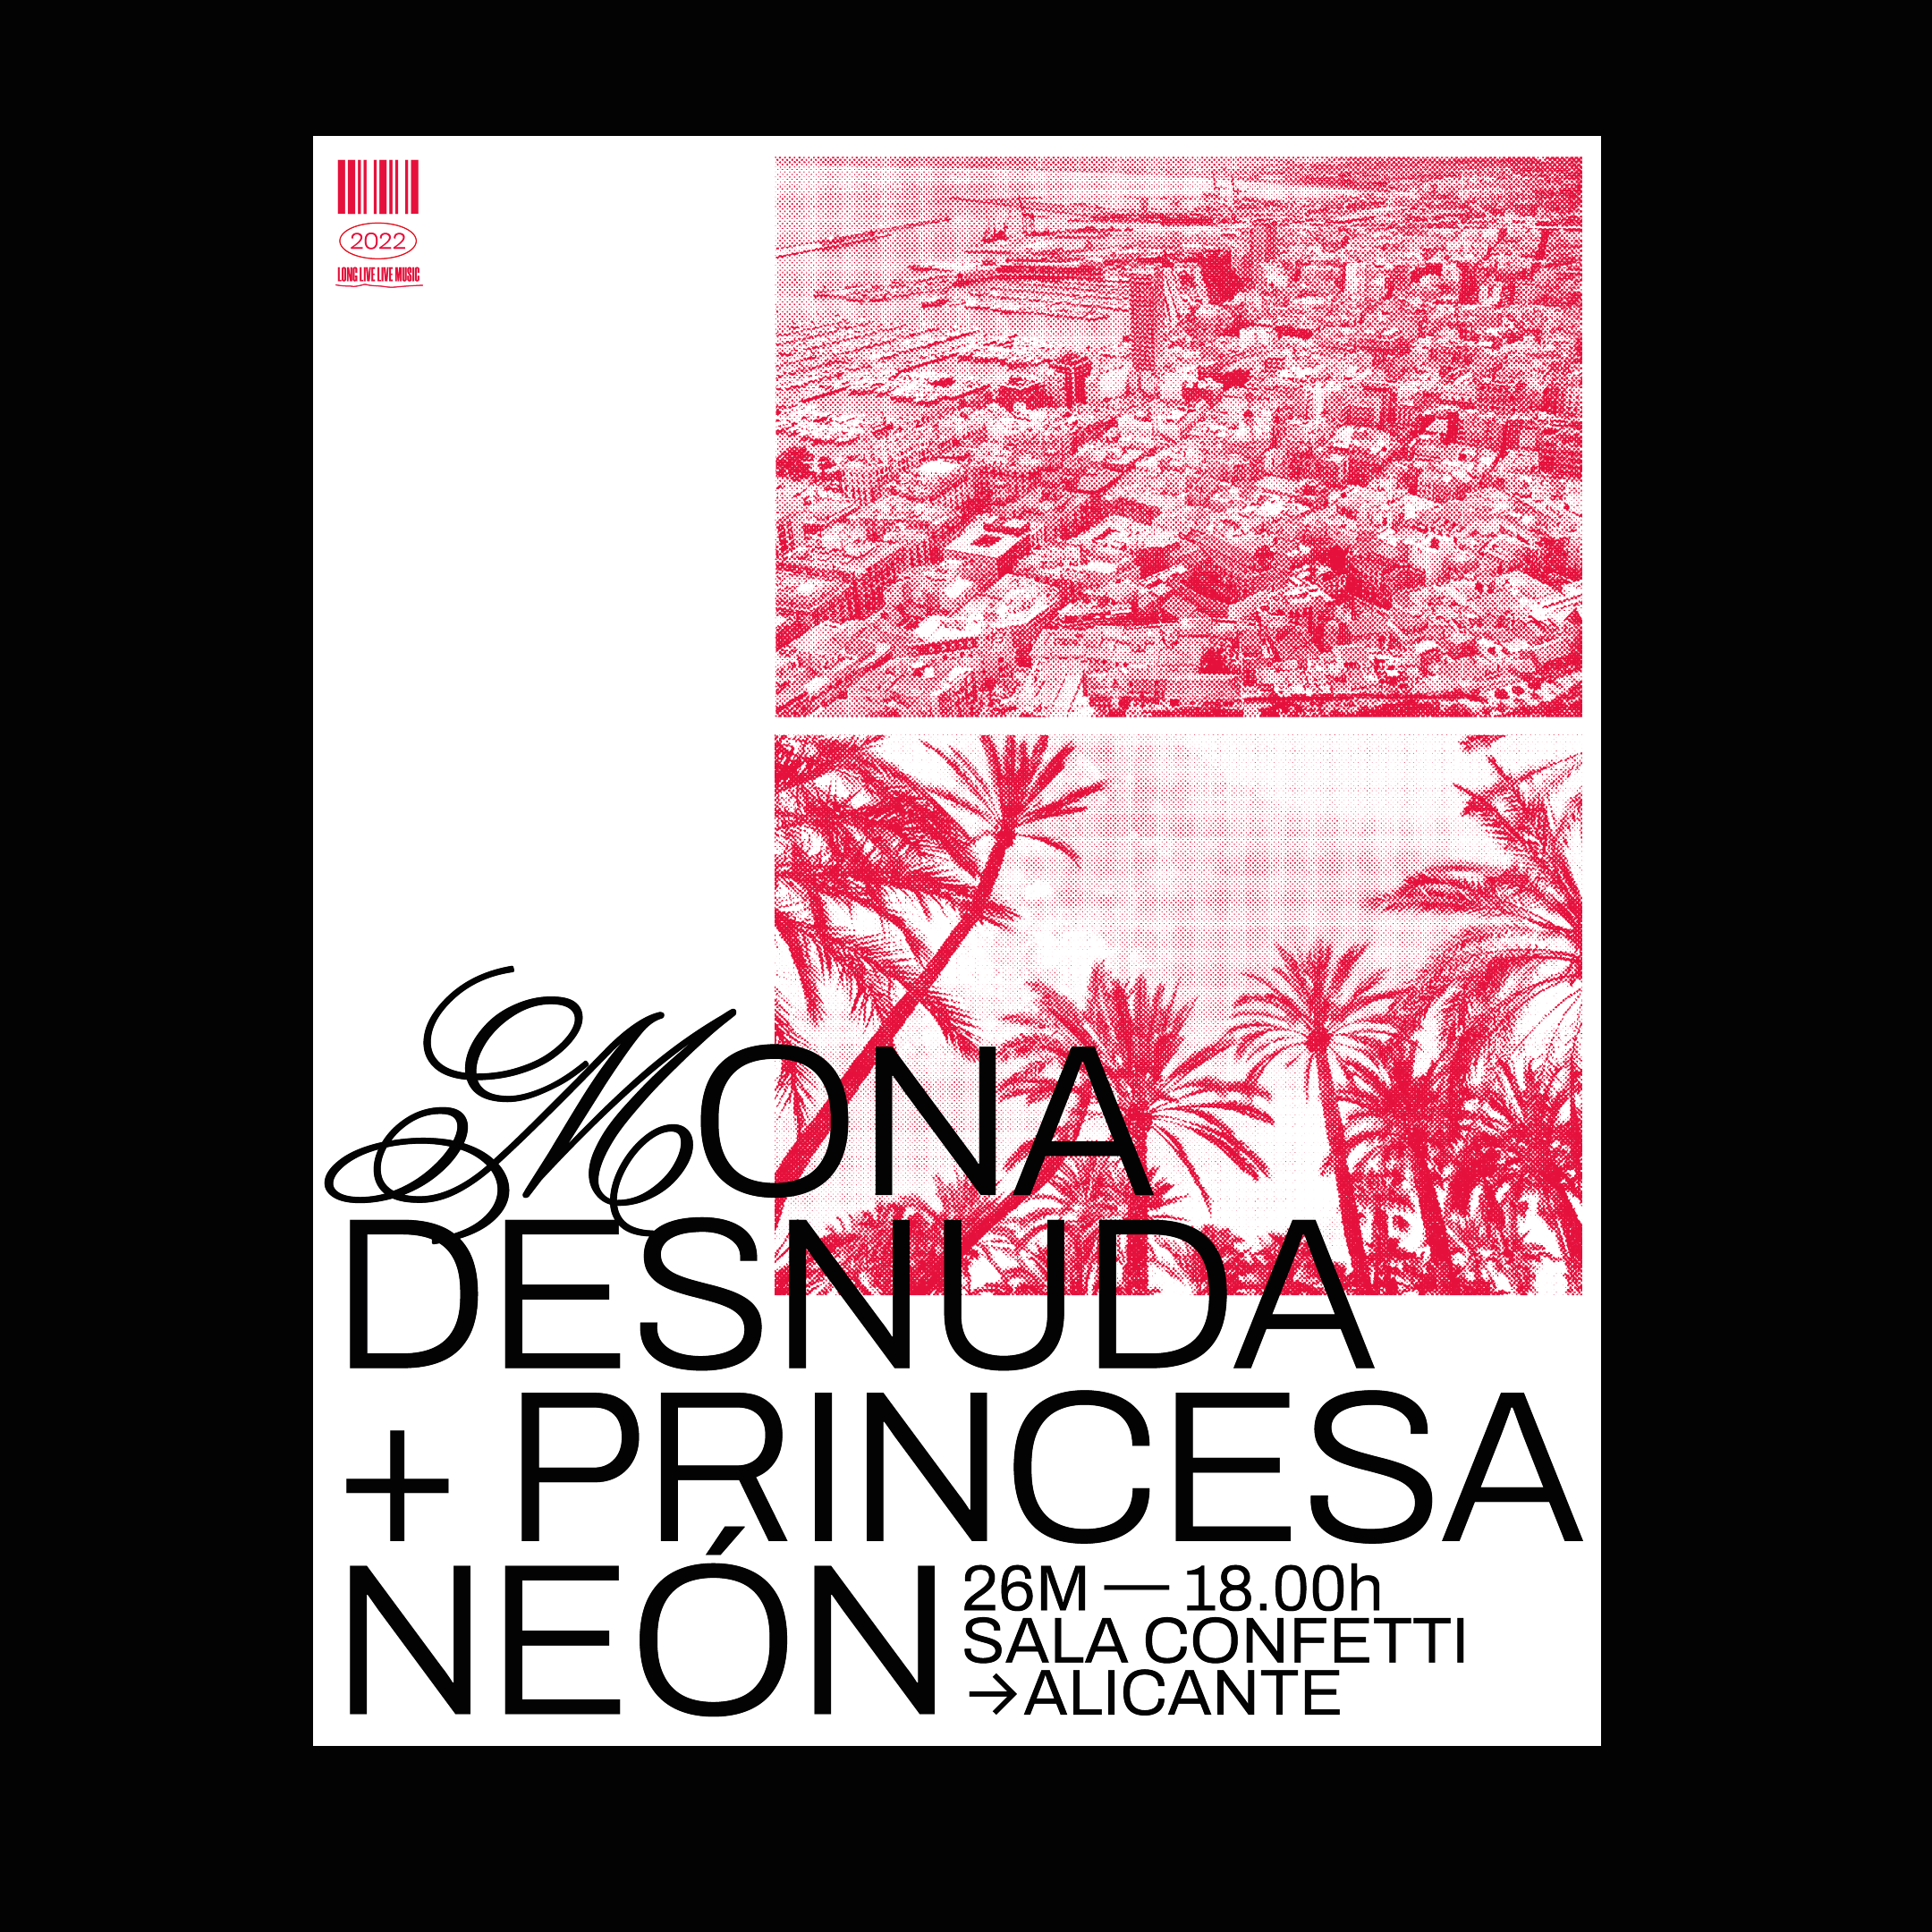 2022
LONG LIVE LIVE MUSIC
MONA
DESNUDA
+ PRINCESA
NEÓN
26M — 18.00h
SALA CONFETTI
→ALICANTE